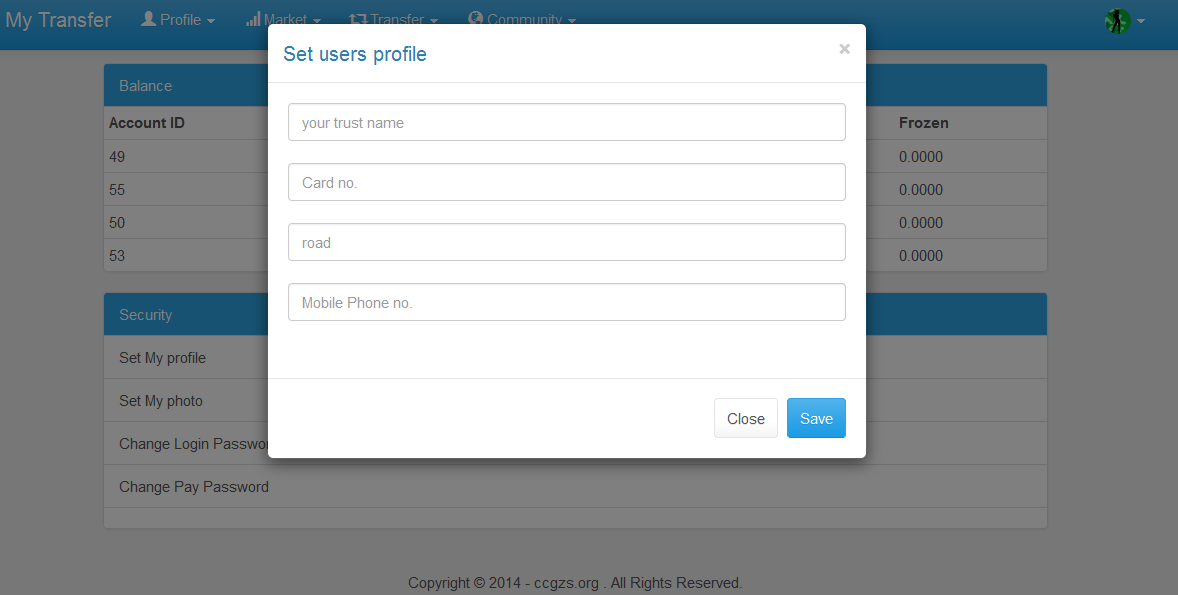 My Transfer Profile Market Transfer Community
Set users profile ×
Balance
your trust name
Account ID Frozen
49 0.0000
Card no.
55 0.0000
50 0.0000
road
53 0.0000
Mobile Phone no.
Security
Set My profile
Set My photo
Close Save
Change Login Passwor
Change Pay Password
Copyright © 2014 - ccgzs.org . All Rights Reserved.